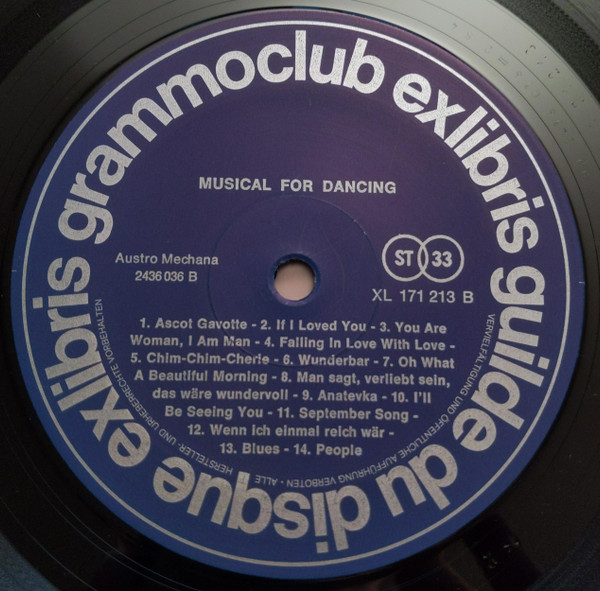 grammoclub exlibris guilde du disque exlibris
MUSICAL FOR DANCING
Austro Mechana
2436 036 B
ST 33
XL 171 213 B
1. Ascot Gavotte - 2. If I Loved You - 3. You Are
Woman, I Am Man - 4. Falling In Love With Love -
5. Chim-Chim-Cherie - 6. Wunderbar - 7. Oh What
A Beautiful Morning - 8. Man sagt, verliebt sein,
das wäre wundervoll - 9. Anatevka - 10. I'll
Be Seeing You - 11. September Song -
12. Wenn ich einmal reich wär -
13. Blues - 14. People
VERVIELFÄLTIGUNG UND ÖFFENTLICHE AUFFÜHRUNG VERBOTEN · ALLE HERSTELLER- UND URHEBERRECHTE VORBEHALTEN